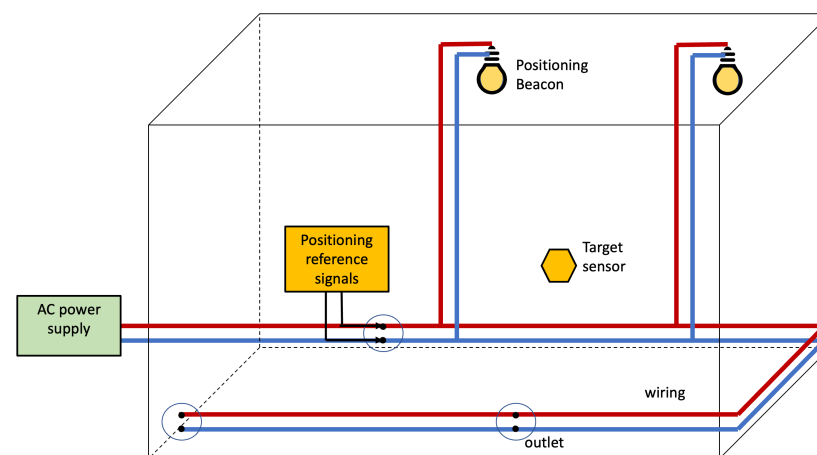 Positioning
Beacon
Positioning
reference
signals
Target
sensor
AC power
supply
wiring
outlet